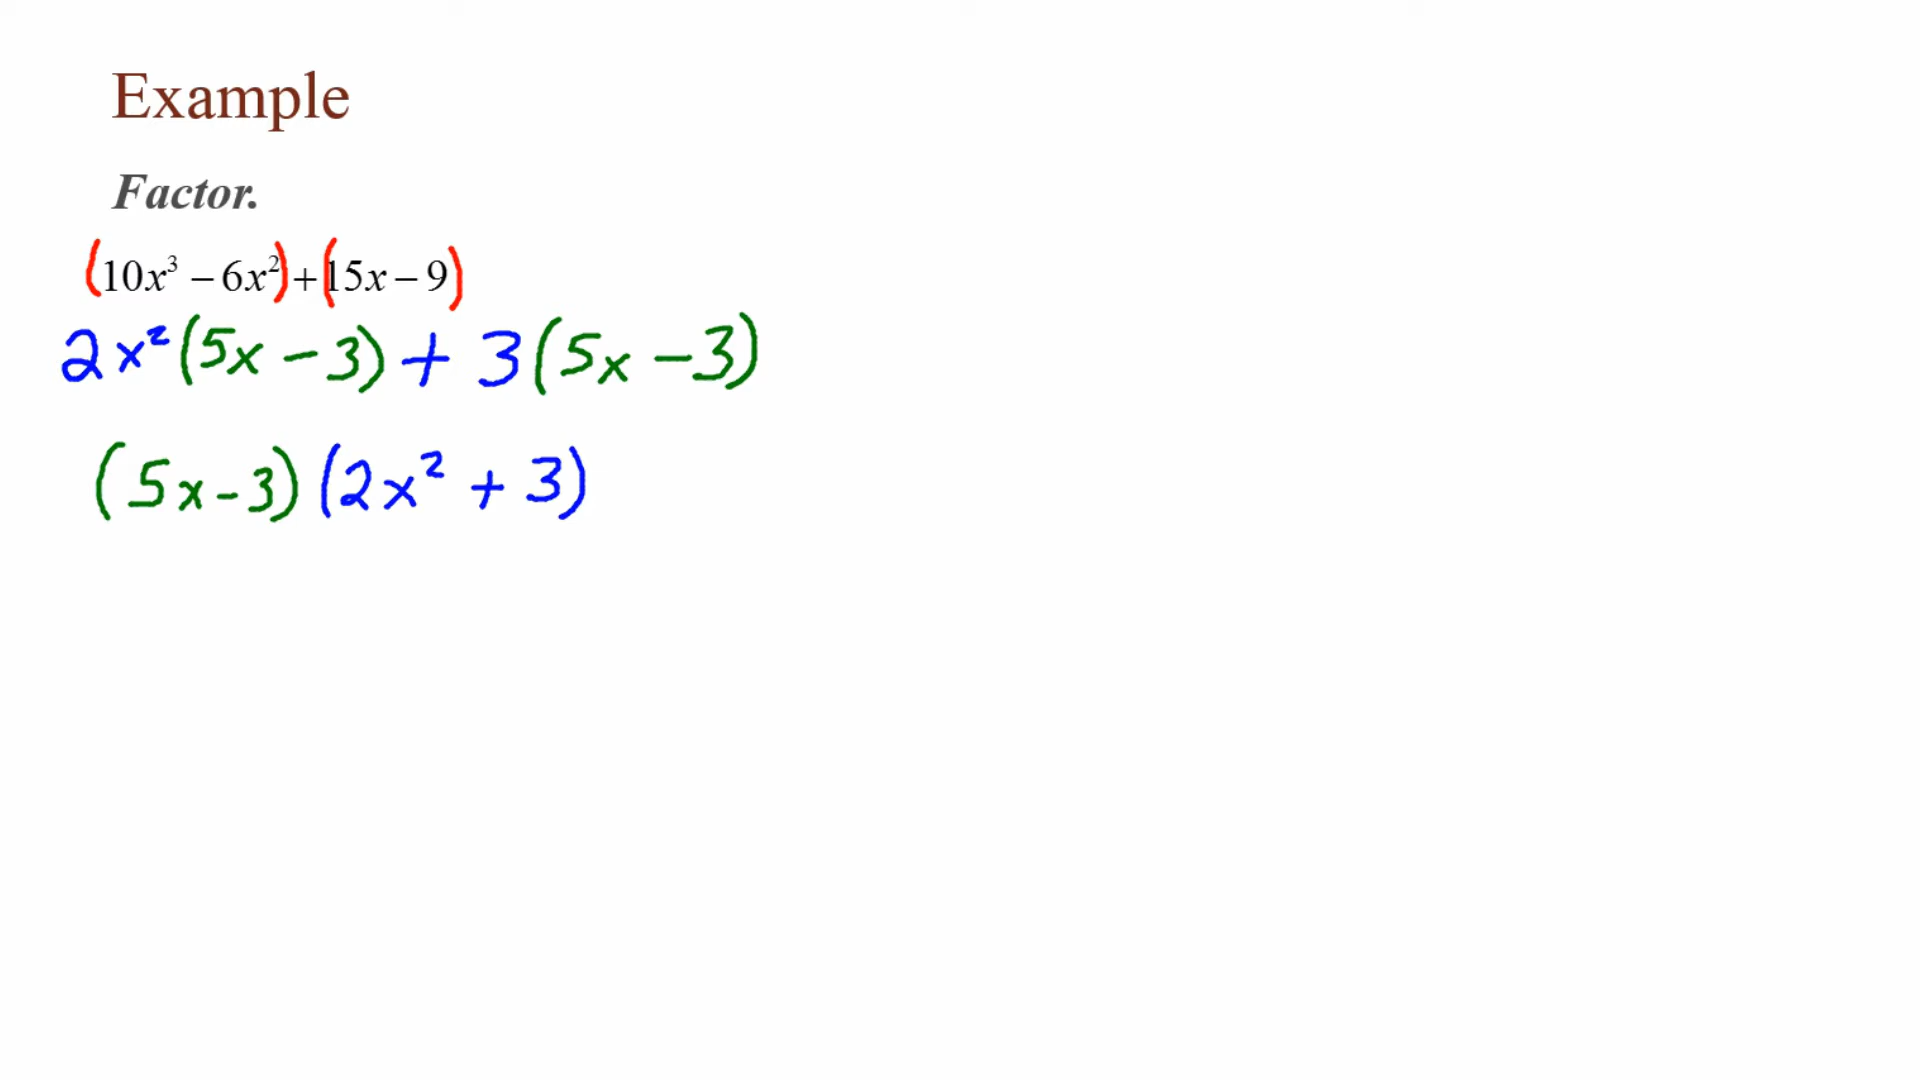 Example
Factor.
(10x³ − 6x²) + (15x − 9)
2x²(5x − 3) + 3(5x − 3)
(5x − 3)(2x² + 3)